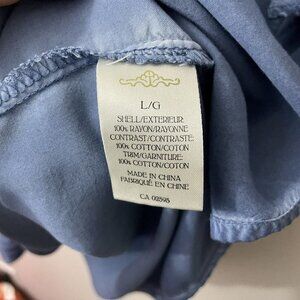 L/G
SHELL/EXTERIEUR
100% RAYON/RAYONNE
CONTRAST/CONTRASTE:
100% COTTON/COTON
TRIM/GARNITURE:
100% COTTON/COTON
MADE IN CHINA
FABRIQUÉ EN CHINE
CA 02595